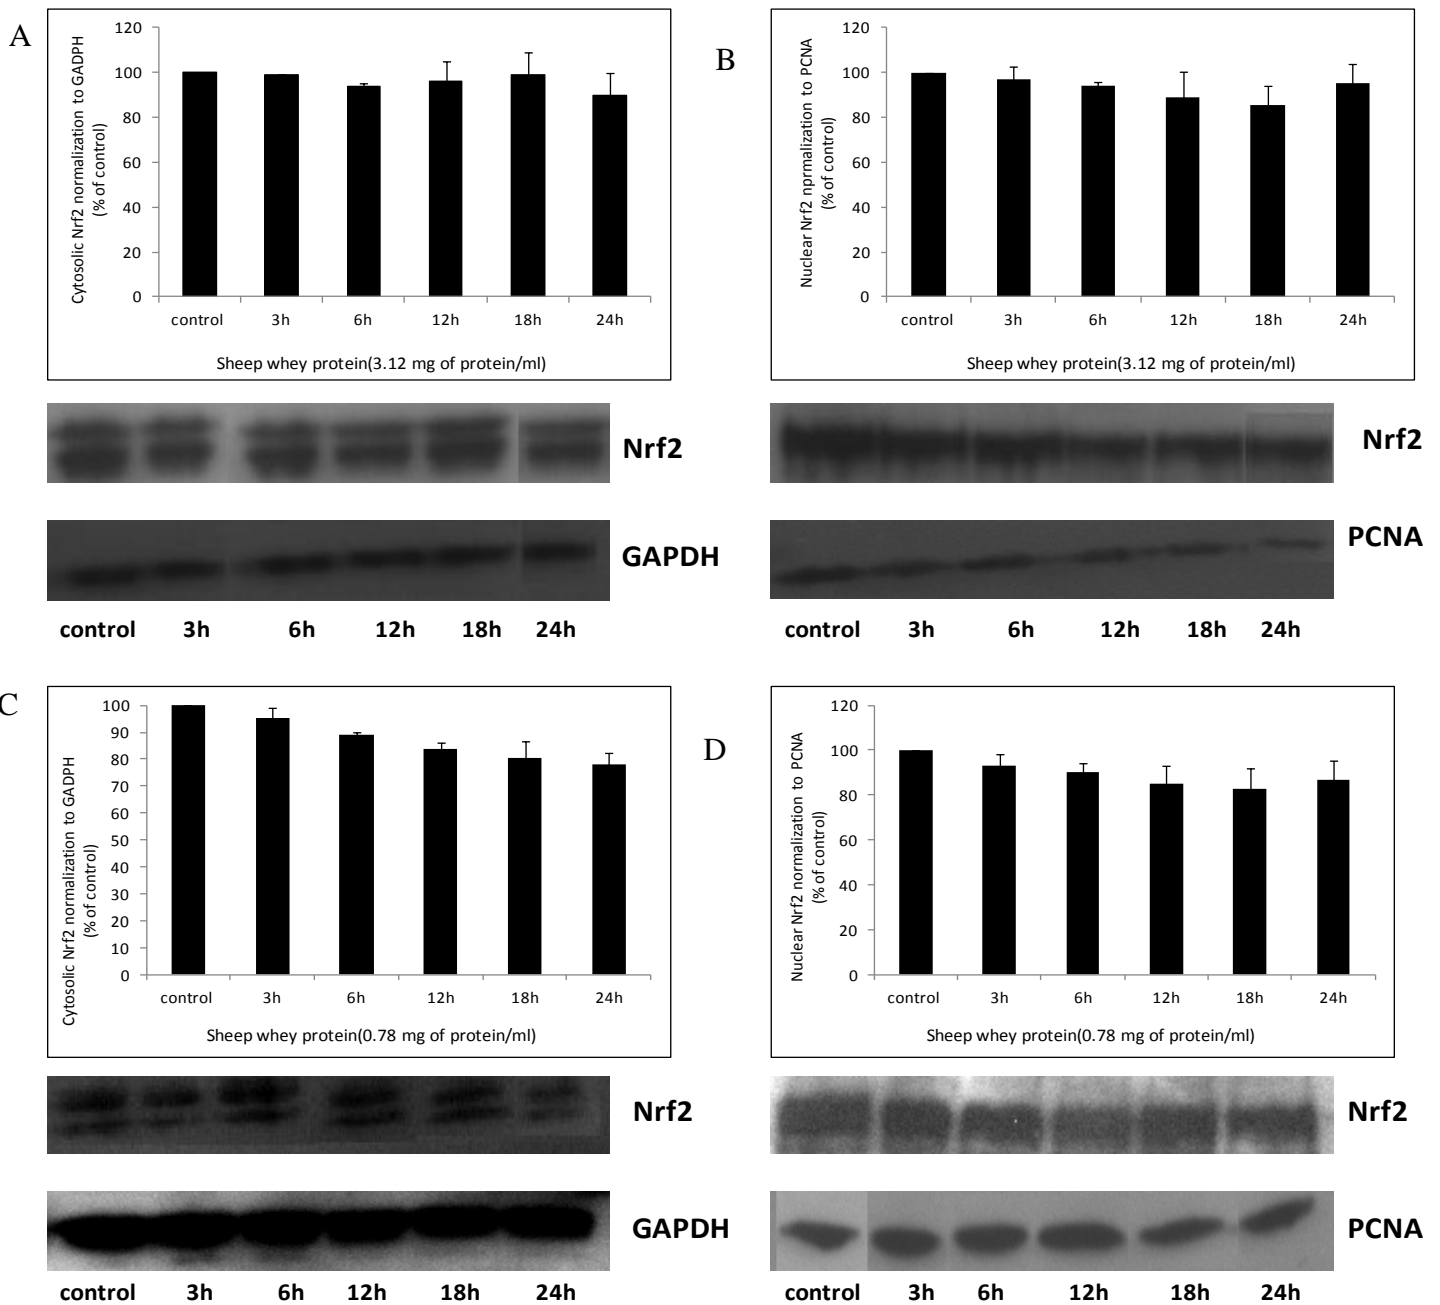 A
120
100
80
60
40
20
0
Cytosolic Nrf2 normalization to GADPH
(% of control)
control 3h 6h 12h 18h 24h
Sheep whey protein(3.12 mg of protein/ml)
Nrf2
GAPDH
control 3h 6h 12h 18h 24h
B
120
100
80
60
40
20
0
Nuclear Nrf2 nprmalization to PCNA
(% of control)
control 3h 6h 12h 18h 24h
Sheep whey protein(3.12 mg of protein/ml)
Nrf2
PCNA
control 3h 6h 12h 18h 24h
C
100
90
80
70
60
50
40
30
20
10
0
Cytosolic Nrf2 normalization to GADPH
(% of control)
control 3h 6h 12h 18h 24h
Sheep whey protein(0.78 mg of protein/ml)
Nrf2
GAPDH
control 3h 6h 12h 18h 24h
D
120
100
80
60
40
20
0
Nuclear Nrf2 normalization to PCNA
(% of control)
control 3h 6h 12h 18h 24h
Sheep whey protein(0.78 mg of protein/ml)
Nrf2
PCNA
control 3h 6h 12h 18h 24h